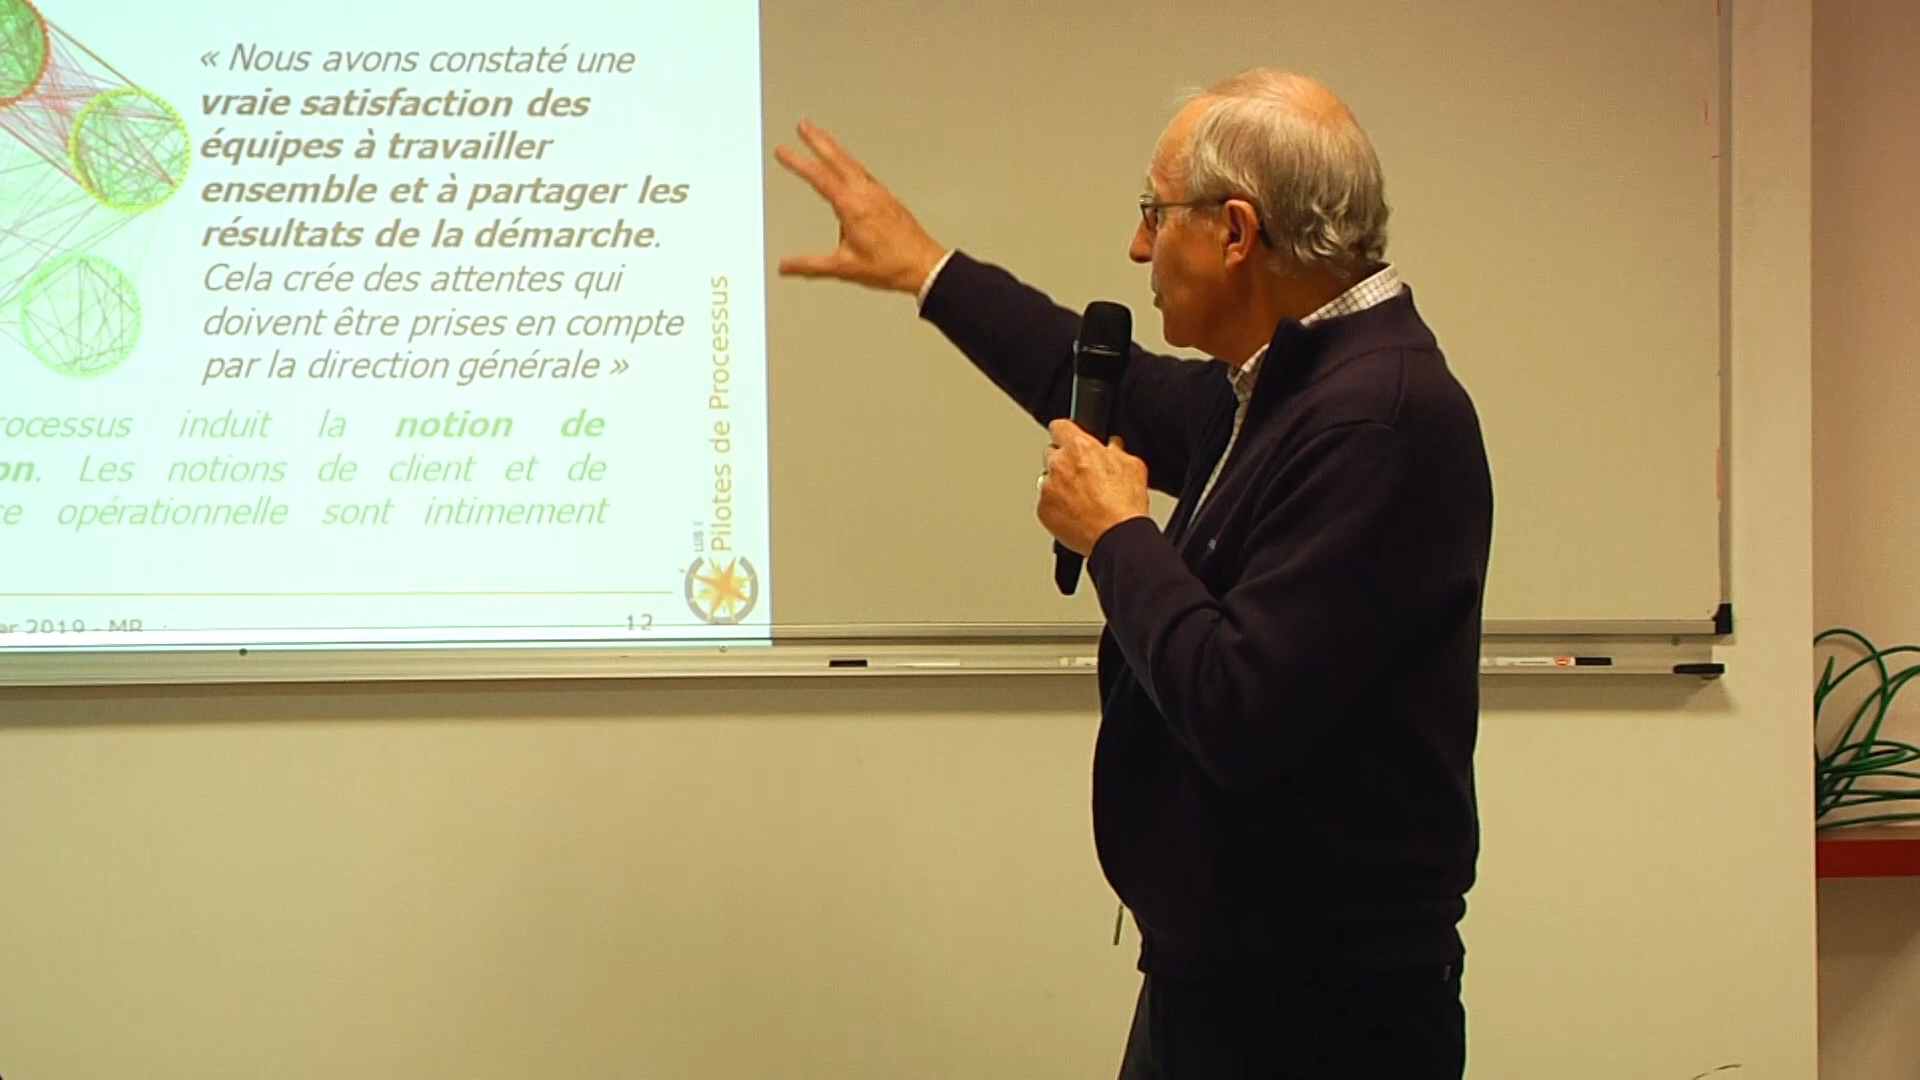 « Nous avons constaté une
vraie satisfaction des
équipes à travailler
ensemble et à partager les
résultats de la démarche.
Cela crée des attentes qui
doivent être prises en compte
par la direction générale »
rocessus induit la notion de
on. Les notions de client et de
ce opérationnelle sont intimement
Pilotes de Processus
er 2019 - MR
12